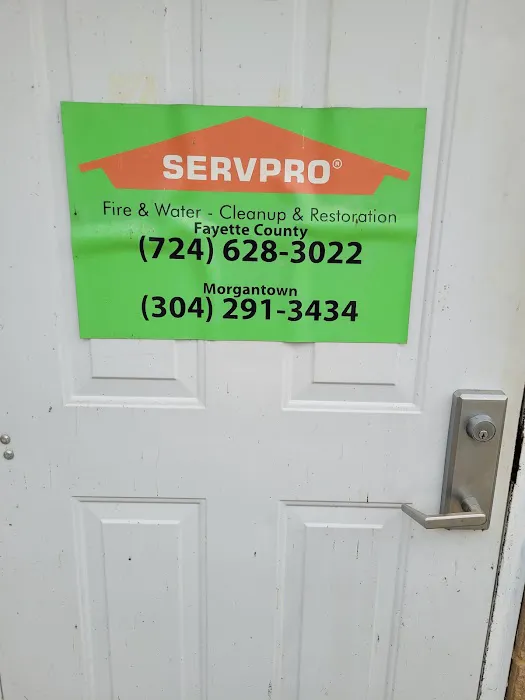 SERVPRO®
Fire & Water - Cleanup & Restoration
Fayette County
(724) 628-3022
Morgantown
(304) 291-3434